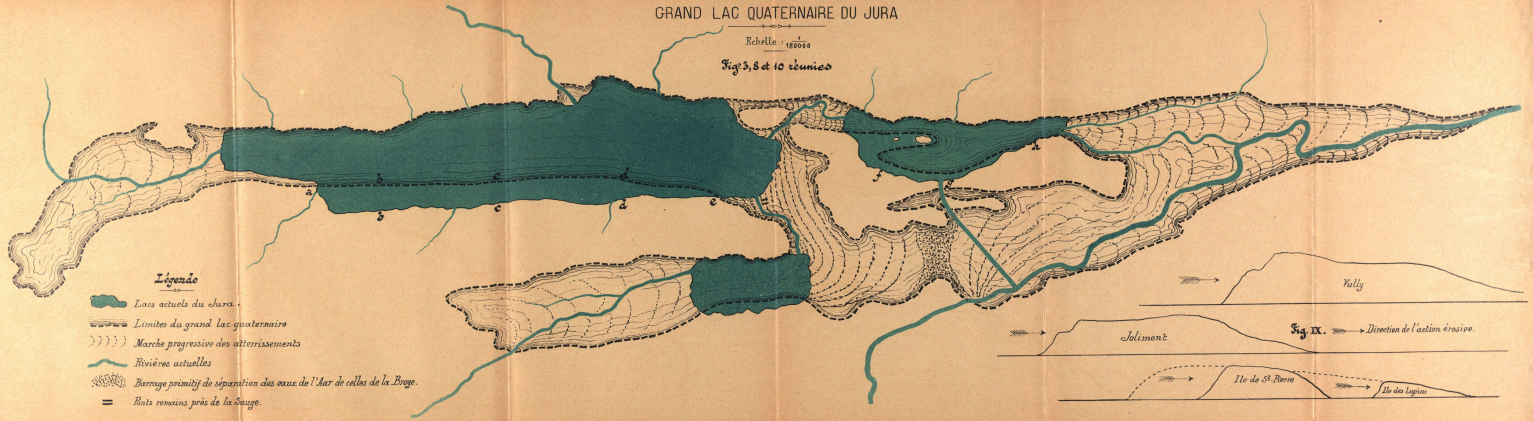 GRAND LAC QUATERNAIRE DU JURA
Echelle : 1/180000
Figs 3, 8 et 10 réunies
a
b
c
d
b
c
d
e
f
g
h
Légende
Lacs actuels du Jura.
Limites du grand lac quaternaire
Marche progressive des atterrissements
Rivières actuelles
Barrage primitif de séparation des eaux de l'Aar de celles de la Broye.
Ponts romains près de la Sauge.
Vully
Jolimont
Fig. IX.
Direction de l'action érosive.
Ile de St. Pierre
Ile des Lapins